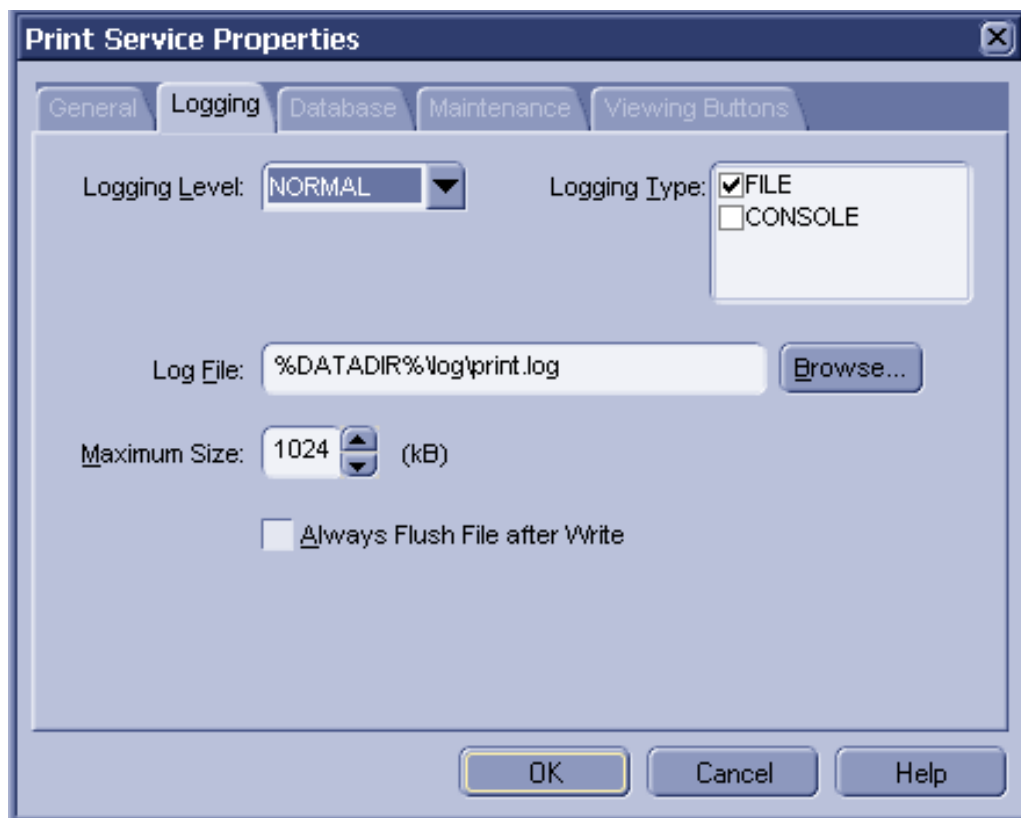 Print Service Properties
General Logging Database Maintenance Viewing Buttons
Logging Level: NORMAL Logging Type: FILE
CONSOLE
Log File: %DATADIR%\log\print.log Browse...
Maximum Size: 1024 (kB)
Always Flush File after Write
OK Cancel Help